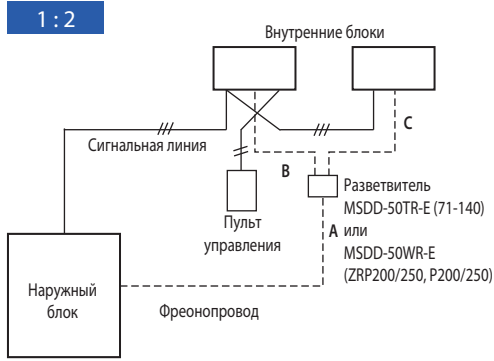 1 : 2
Внутренние блоки
C
Сигнальная линия
B
Разветвитель
MSDD-50TR-E (71-140)
Пульт
управления
A или
MSDD-50WR-E
(ZRP200/250, P200/250)
Наружный
блок
Фреонопровод